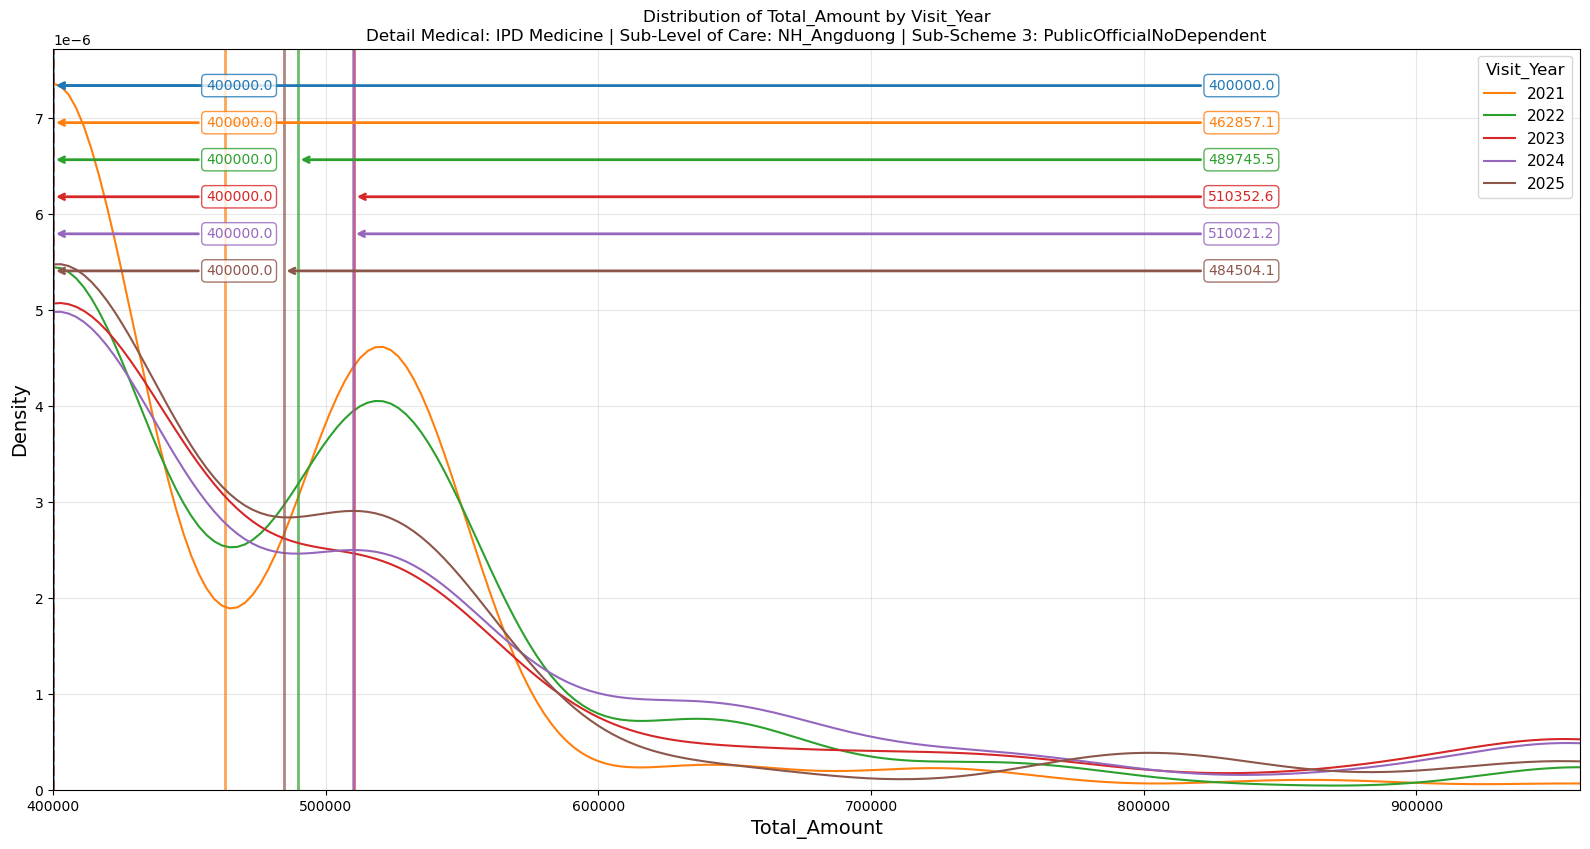 Distribution of Total_Amount by Visit_Year
Detail Medical: IPD Medicine | Sub-Level of Care: NH_Angduong | Sub-Scheme 3: PublicOfficialNoDependent
1e−6
Visit_Year
2021
2022
2023
2024
2025
400000.0 400000.0
400000.0 462857.1
400000.0 489745.5
400000.0 510352.6
400000.0 510021.2
400000.0 484504.1
Density
7
6
5
4
3
2
1
0
400000 500000 600000 700000 800000 900000
Total_Amount